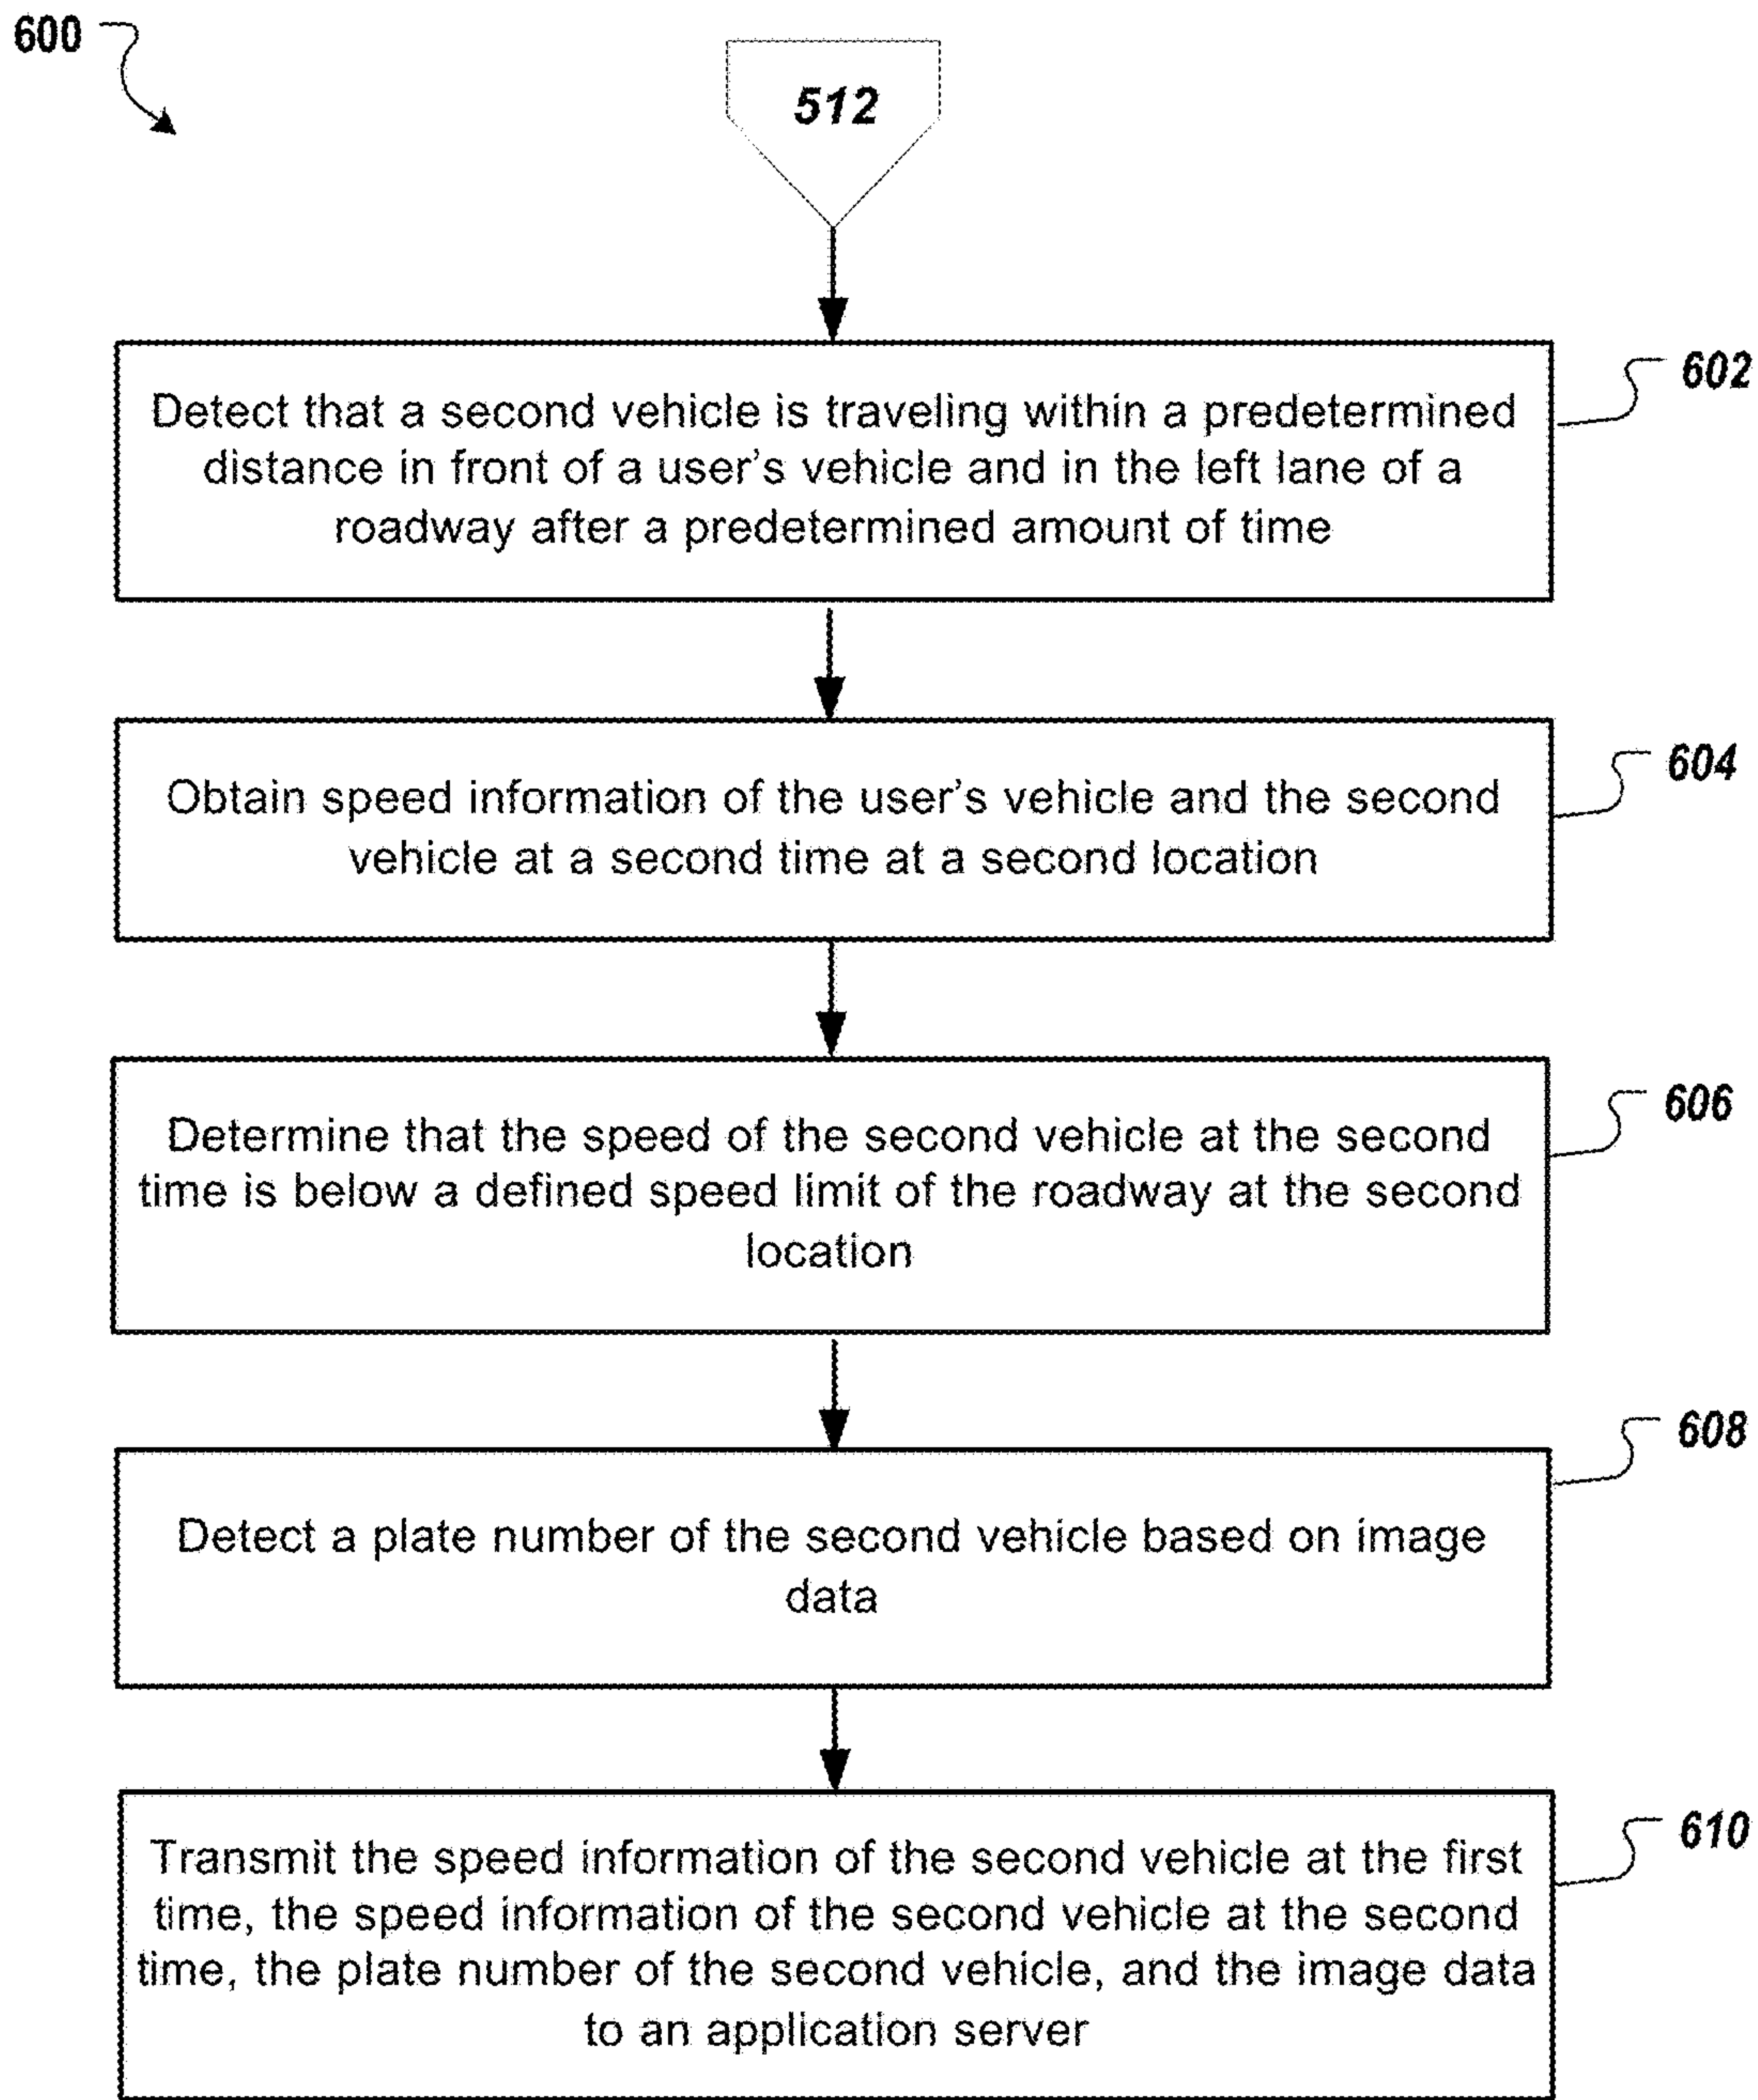 600
512
Detect that a second vehicle is traveling within a predetermined
distance in front of a user's vehicle and in the left lane of a
roadway after a predetermined amount of time
602
Obtain speed information of the user's vehicle and the second
vehicle at a second time at a second location
604
Determine that the speed of the second vehicle at the second
time is below a defined speed limit of the roadway at the second
location
606
Detect a plate number of the second vehicle based on image
data
608
Transmit the speed information of the second vehicle at the first
time, the speed information of the second vehicle at the second
time, the plate number of the second vehicle, and the image data
to an application server
610